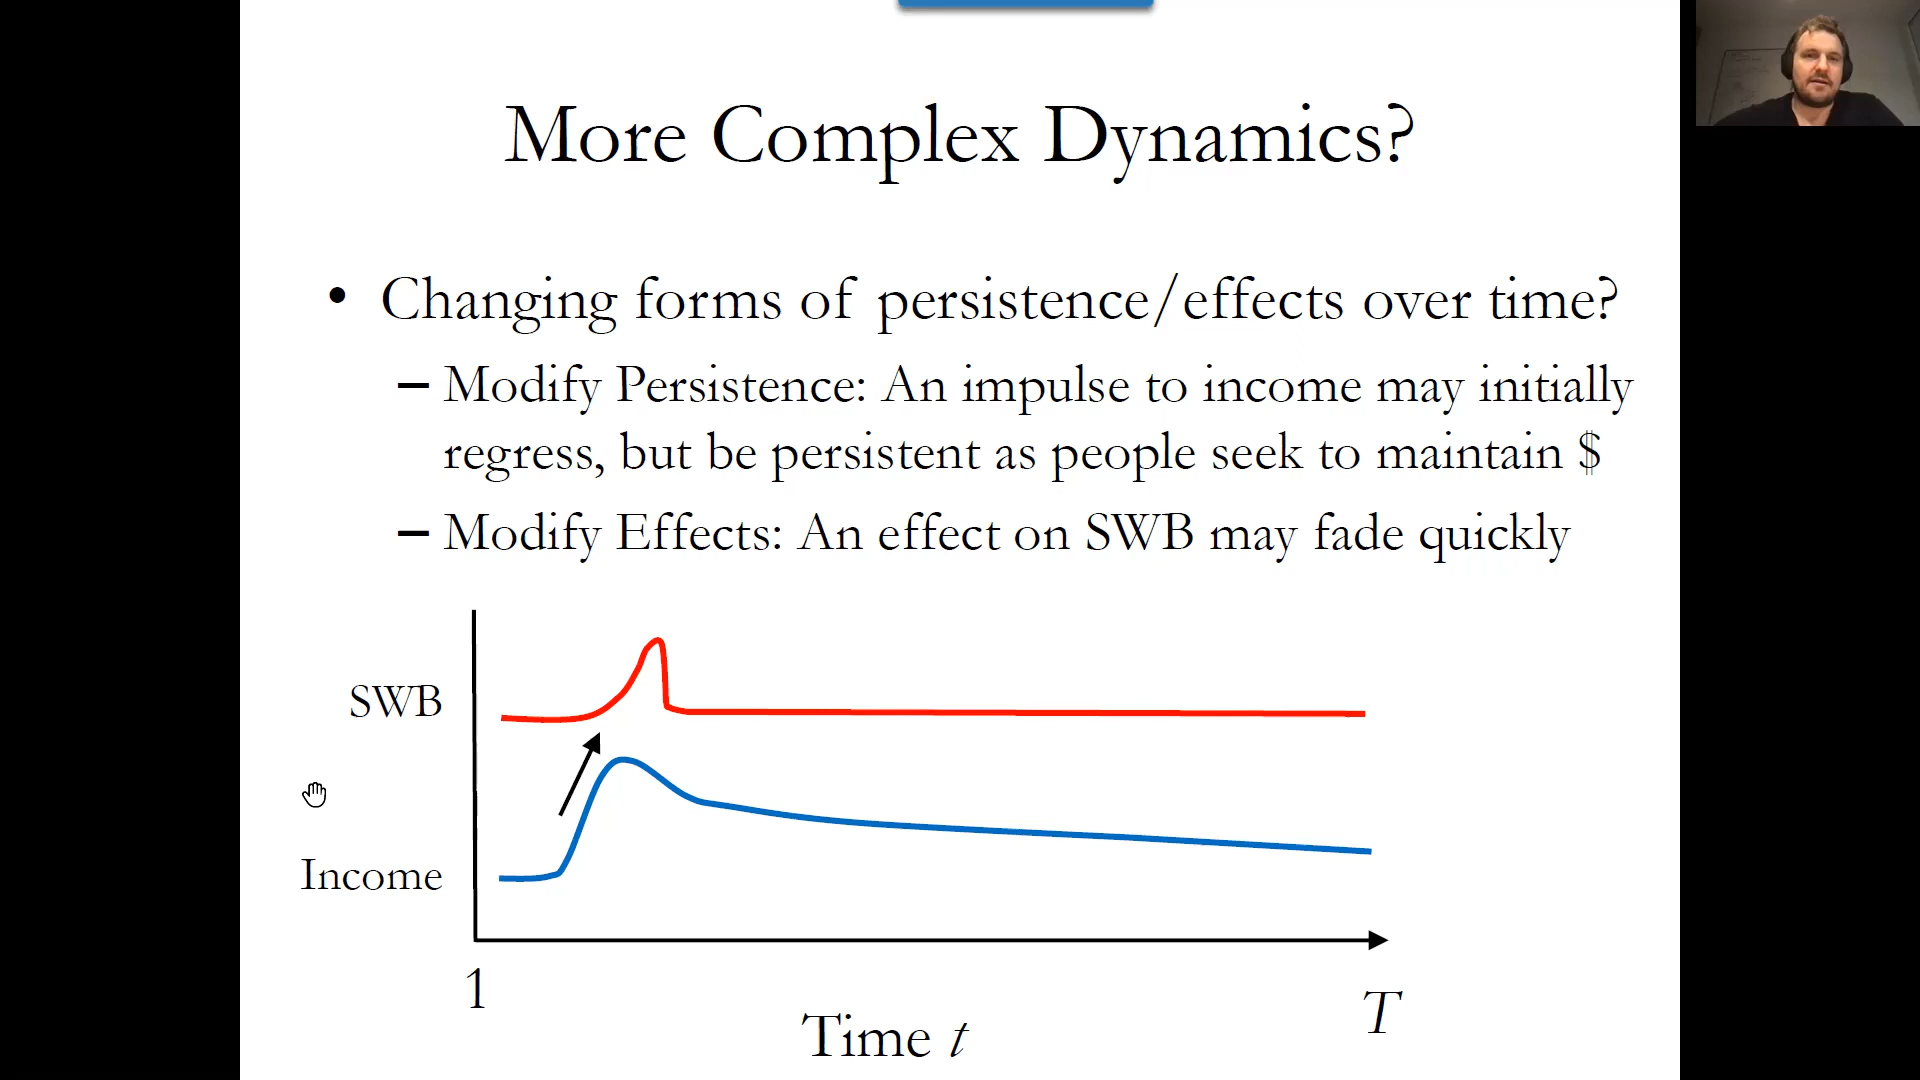 More Complex Dynamics?
• Changing forms of persistence/effects over time?
– Modify Persistence: An impulse to income may initially
regress, but be persistent as people seek to maintain $
– Modify Effects: An effect on SWB may fade quickly
SWB
Income
1
T
Time t